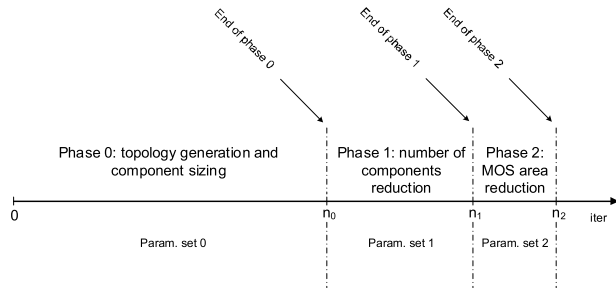 End of phase 0
End of phase 1
End of phase 2
Phase 0: topology generation and
component sizing
Phase 1: number of
components
reduction
Phase 2:
MOS area
reduction
0
n0
n1
n2
iter
Param. set 0
Param. set 1
Param. set 2